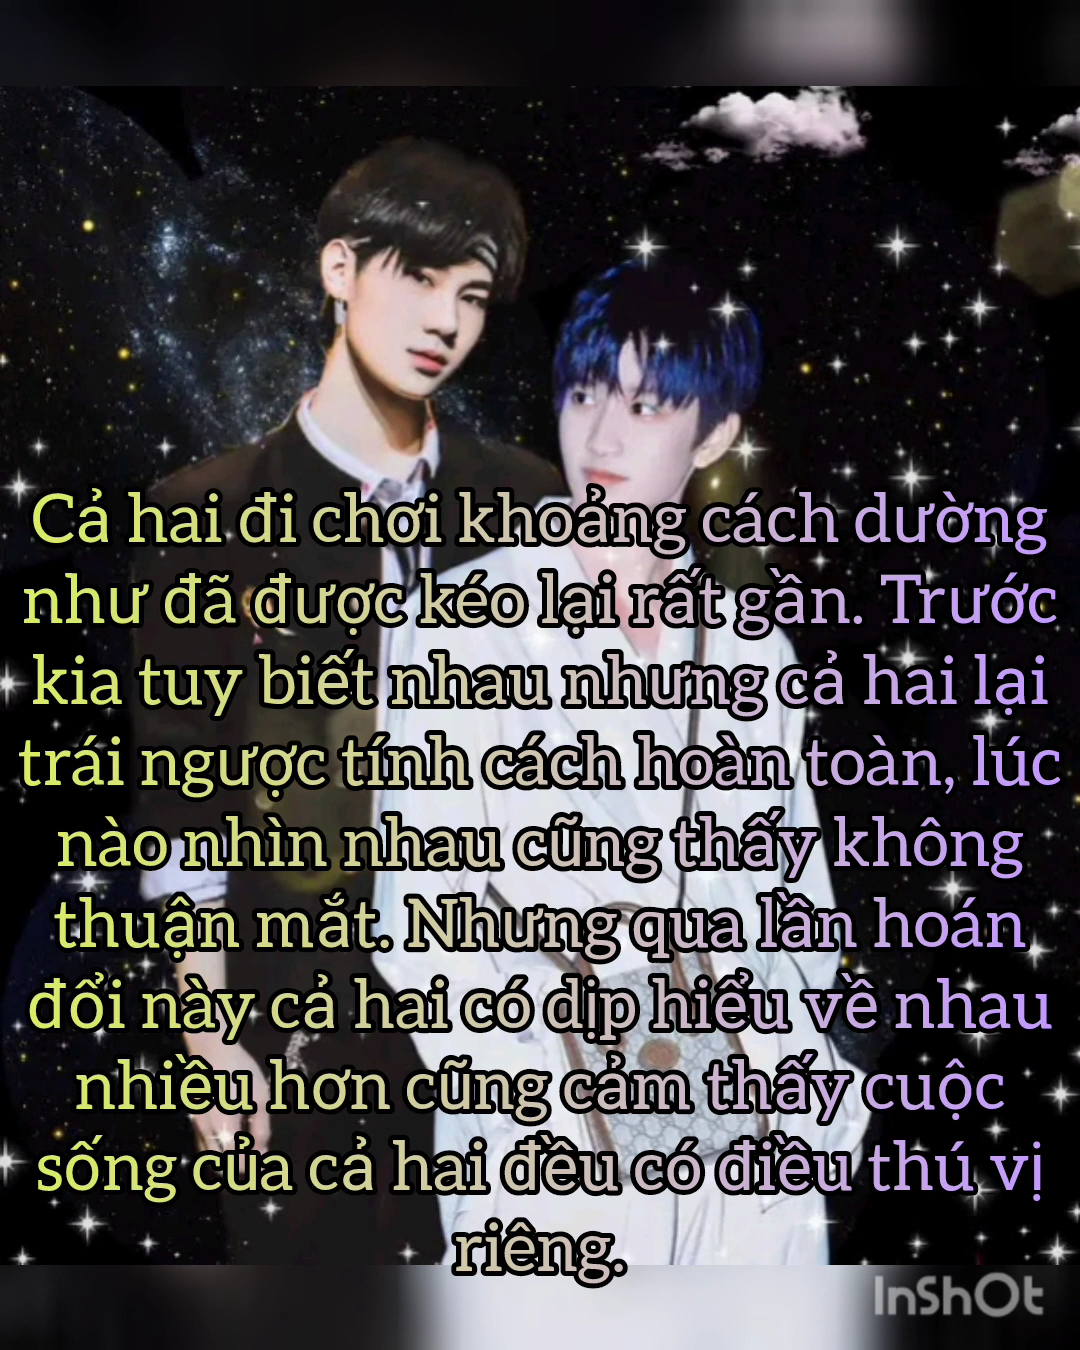 Cả hai đi chơi khoảng cách dường
như đã được kéo lại rất gần. Trước
kia tuy biết nhau nhưng cả hai lại
trái ngược tính cách hoàn toàn, lúc
nào nhìn nhau cũng thấy không
thuận mắt. Nhưng qua lần hoán
đổi này cả hai có dịp hiểu về nhau
nhiều hơn cũng cảm thấy cuộc
sống của cả hai đều có điều thú vị
riêng.
InShOt